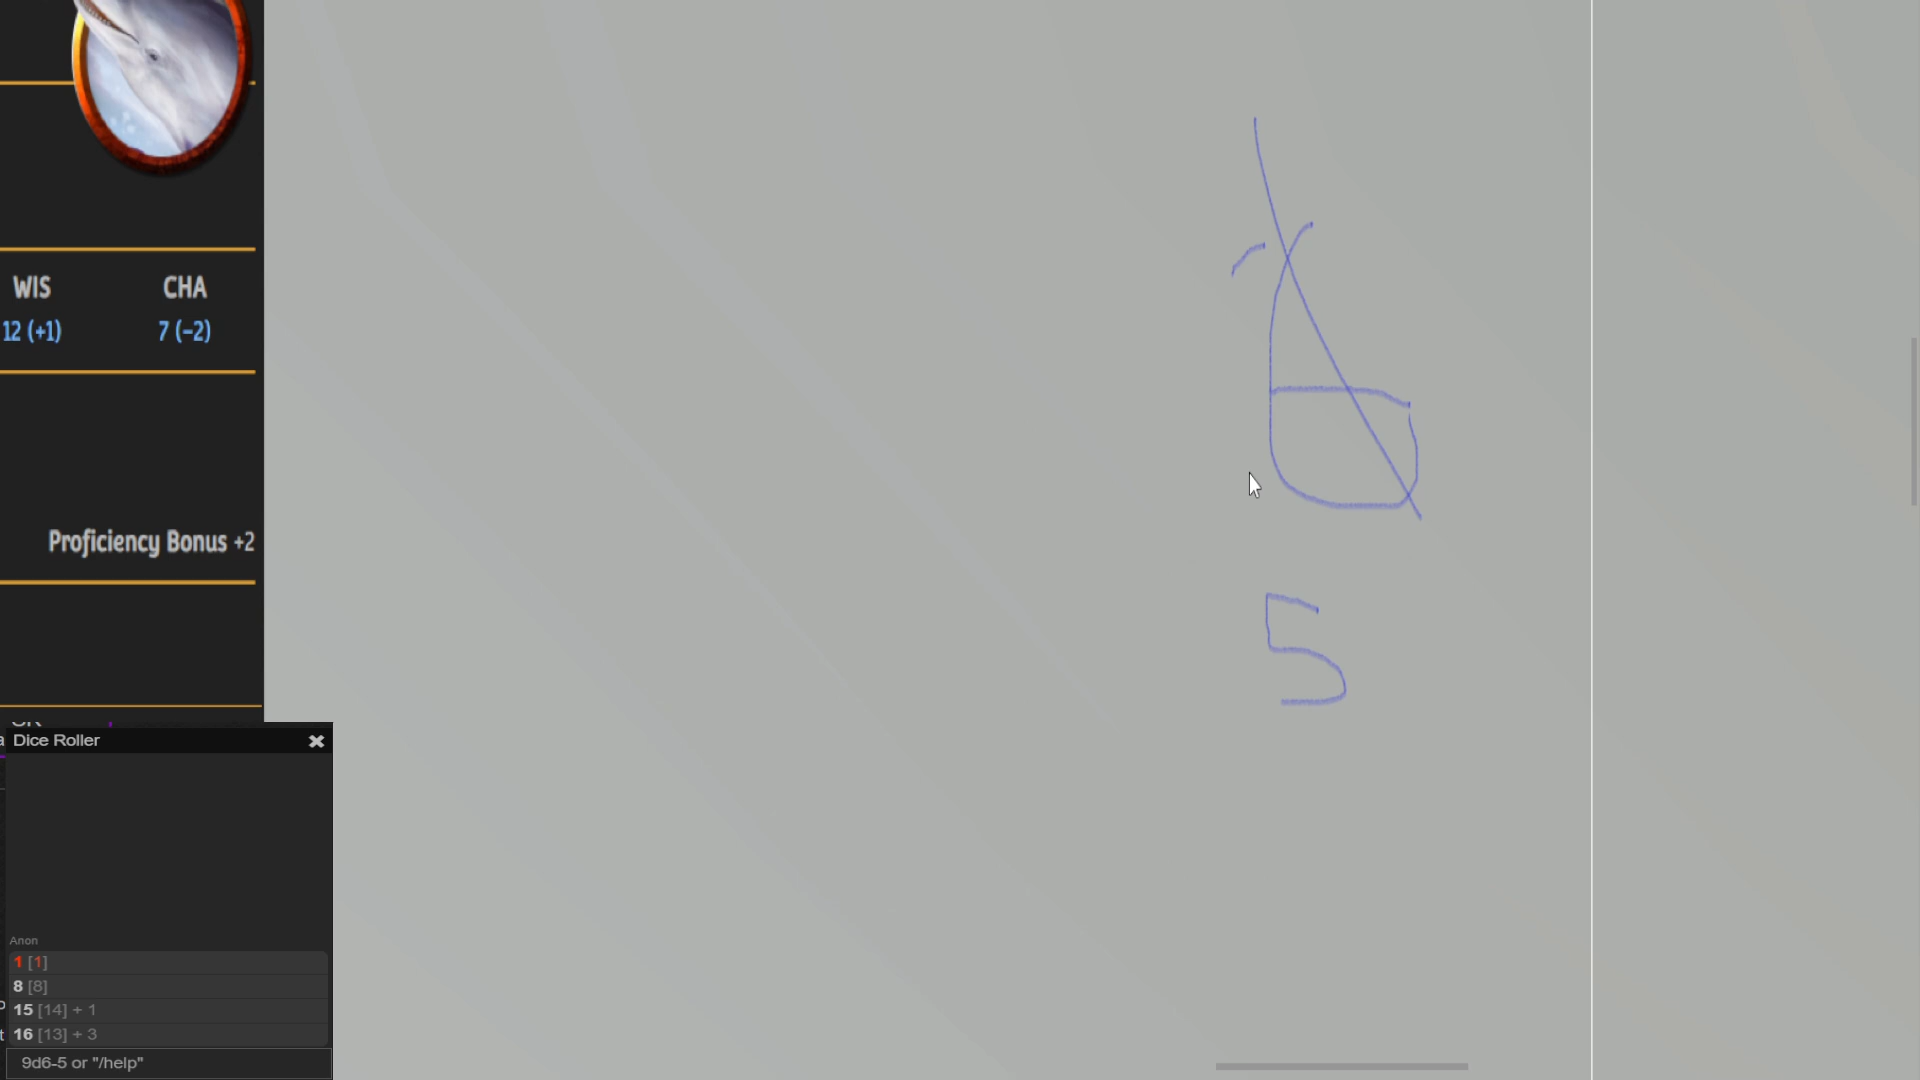 WIS CHA
12 (+1) 7 (-2)
Proficiency Bonus +2
Dice Roller
Anon
1 [1]
8 [8]
15 [14] + 1
16 [13] + 3
9d6-5 or "/help"
6
5